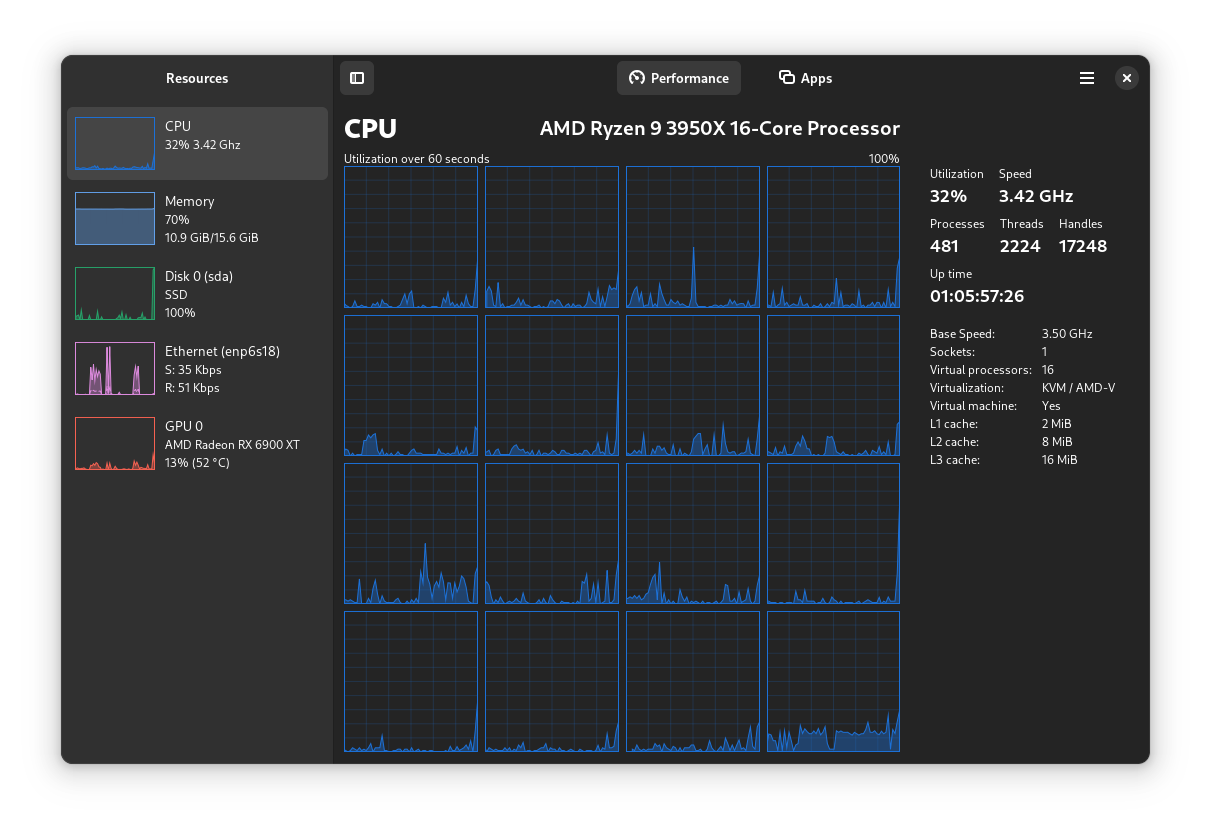 Resources
Performance
Apps
CPU
32% 3.42 Ghz
Memory
70%
10.9 GiB/15.6 GiB
Disk 0 (sda)
SSD
100%
Ethernet (enp6s18)
S: 35 Kbps
R: 51 Kbps
GPU 0
AMD Radeon RX 6900 XT
13% (52 °C)
CPU
AMD Ryzen 9 3950X 16-Core Processor
Utilization over 60 seconds
100%
Utilization Speed
32% 3.42 GHz
Processes Threads Handles
481 2224 17248
Up time
01:05:57:26
Base Speed: 3.50 GHz
Sockets: 1
Virtual processors: 16
Virtualization: KVM / AMD-V
Virtual machine: Yes
L1 cache: 2 MiB
L2 cache: 8 MiB
L3 cache: 16 MiB